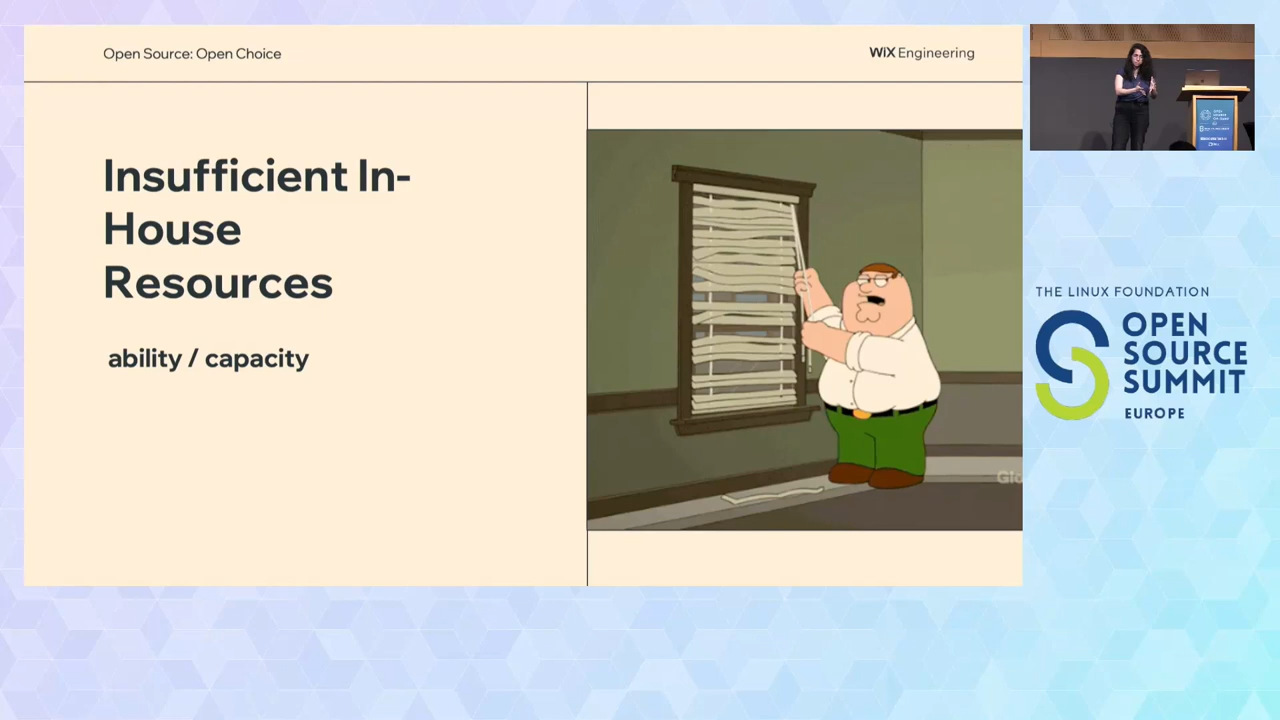 Open Source: Open Choice
WiX Engineering
Insufficient In-
House
Resources
ability / capacity
THE LINUX FOUNDATION
OPEN
SOURCE
SUMMIT
EUROPE